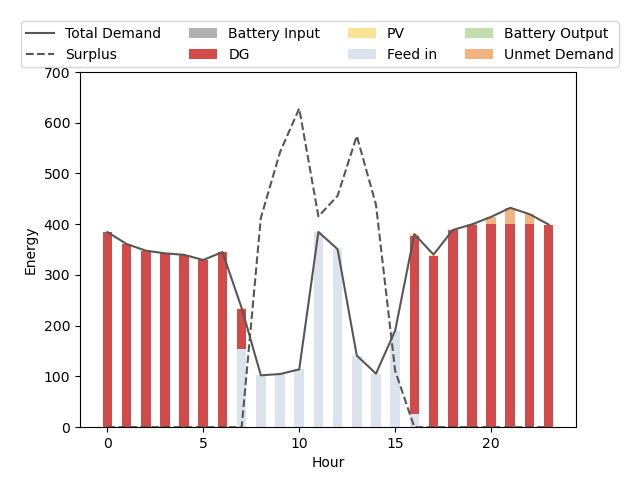 Total Demand Battery Input PV Battery Output
Surplus DG Feed in Unmet Demand
700
600
500
400
300
200
100
0
Energy
0 5 10 15 20
Hour